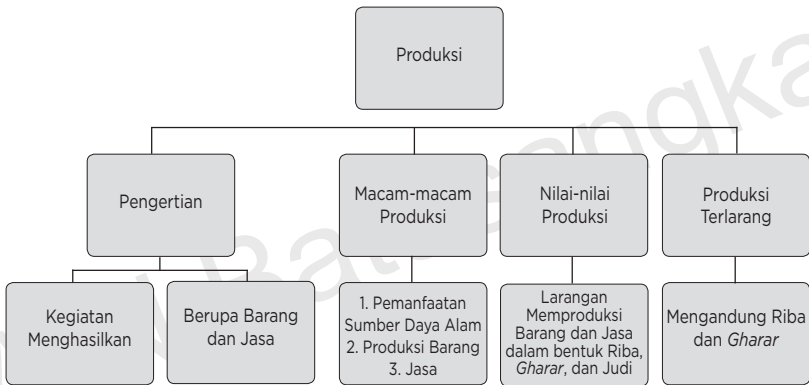 Produksi
Pengertian
Macam-macam
Produksi
Nilai-nilai
Produksi
Produksi
Terlarang
Kegiatan
Menghasilkan
Berupa Barang
dan Jasa
1. Pemanfaatan
Sumber Daya Alam
2. Produksi Barang
3. Jasa
Larangan
Memproduksi
Barang dan Jasa
dalam bentuk Riba,
Gharar, dan Judi
Mengandung Riba
dan Gharar